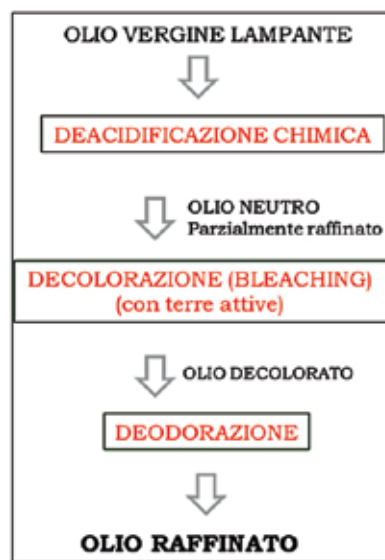 OLIO VERGINE LAMPANTE
DEACIDIFICAZIONE CHIMICA
OLIO NEUTRO
Parzialmente raffinato
DECOLORAZIONE (BLEACHING)
(con terre attive)
OLIO DECOLORATO
DEODORAZIONE
OLIO RAFFINATO